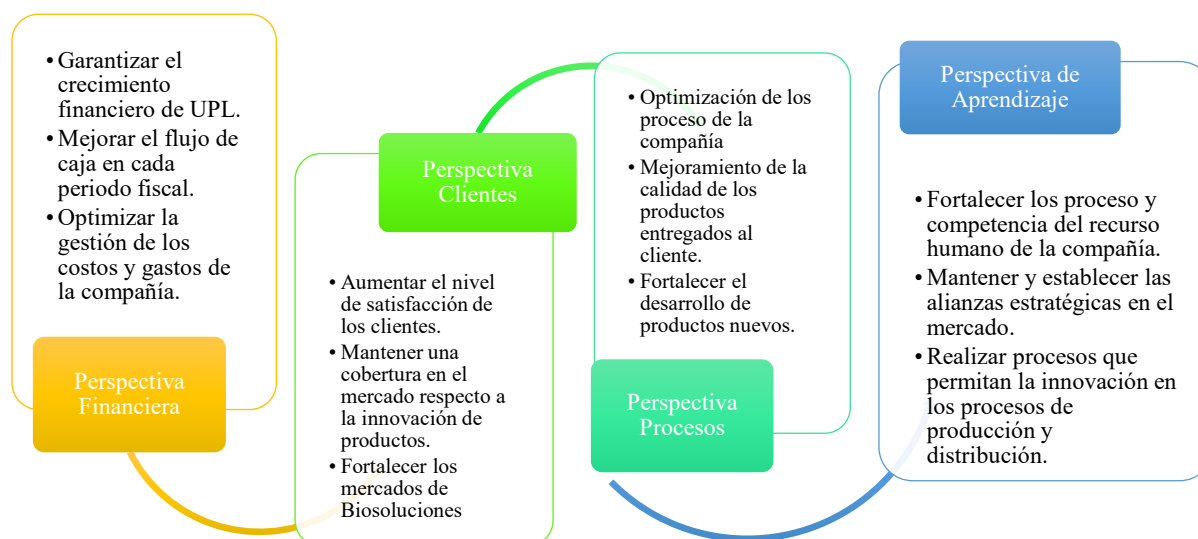 • Garantizar el
crecimiento
financiero de UPL.
• Mejorar el flujo de
caja en cada
periodo fiscal.
• Optimizar la
gestión de los
costos y gastos de
la compañía.
Perspectiva
Financiera
Perspectiva
Clientes
• Aumentar el nivel
de satisfacción de
los clientes.
• Mantener una
cobertura en el
mercado respecto a
la innovación de
productos.
• Fortalecer los
mercados de
Biosoluciones
• Optimización de los
proceso de la
compañía
• Mejoramiento de la
calidad de los
productos
entregados al
cliente.
• Fortalecer el
desarrollo de
productos nuevos.
Perspectiva
Procesos
Perspectiva de
Aprendizaje
• Fortalecer los proceso y
competencia del recurso
humano de la compañía.
• Mantener y establecer las
alianzas estratégicas en el
mercado.
• Realizar procesos que
permitan la innovación en
los procesos de
producción y
distribución.